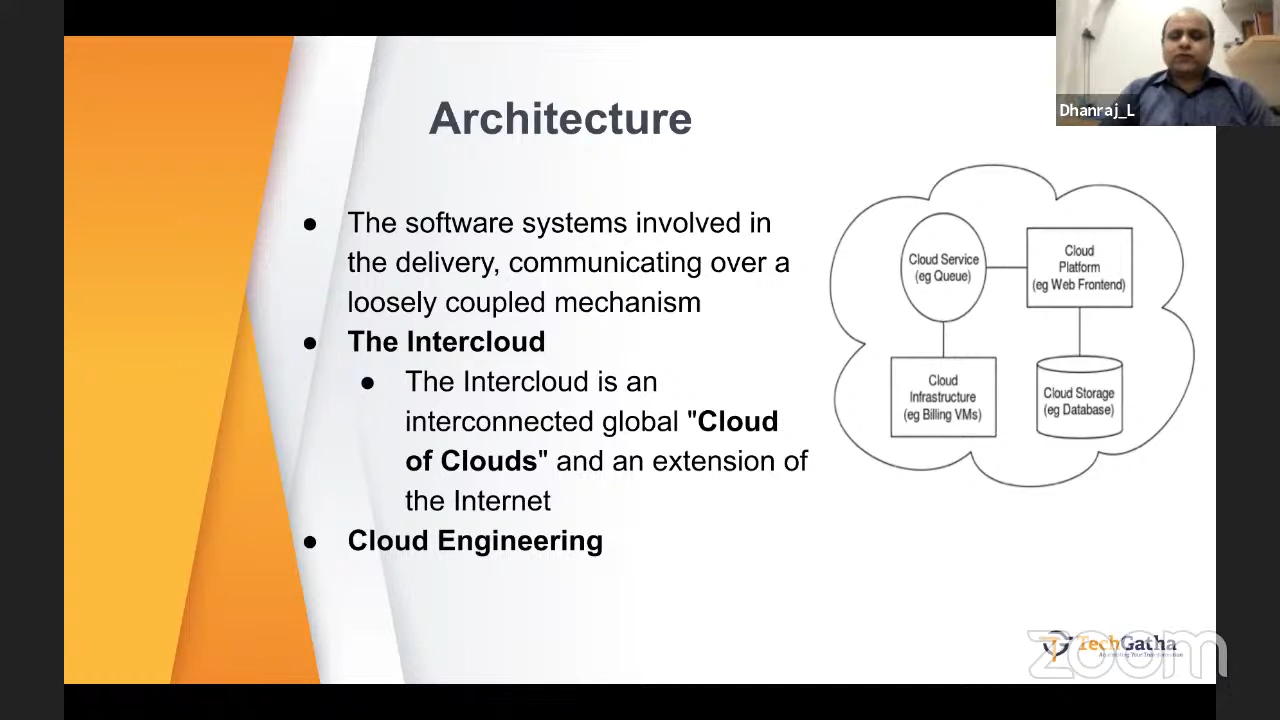 Architecture
Dhanraj_L
● The software systems involved in
the delivery, communicating over a
loosely coupled mechanism
● The Intercloud
● The Intercloud is an
interconnected global "Cloud
of Clouds" and an extension of
the Internet
● Cloud Engineering
Cloud Service
(eg Queue)
Cloud
Platform
(eg Web Frontend)
Cloud
Infrastructure
(eg Billing VMs)
Cloud Storage
(eg Database)
TechGatha
zoom